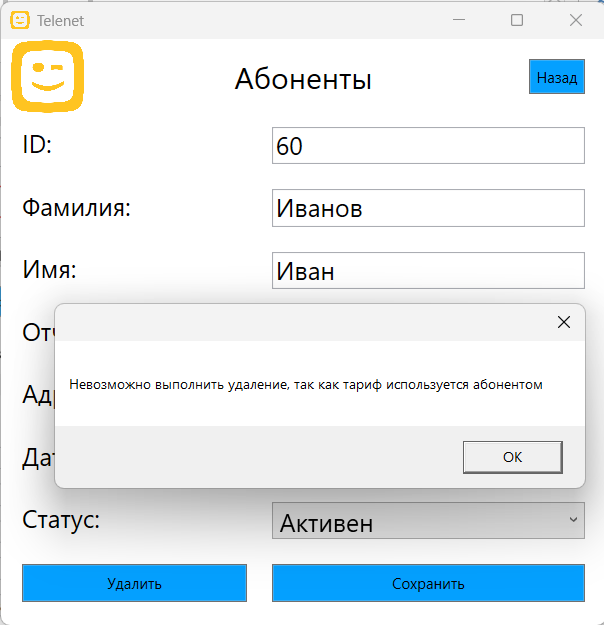 Telenet
Абоненты
Назад
ID:
60
Фамилия:
Иванов
Имя:
Иван
Невозможно выполнить удаление, так как тариф используется абонентом
ОК
Статус:
Активен
Удалить
Сохранить